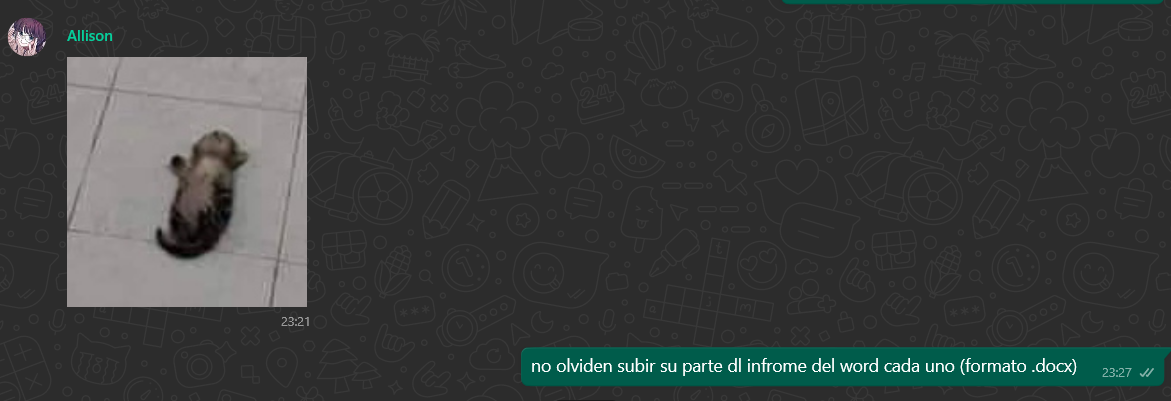 Allison
23:21
no olviden subir su parte dl infrome del word cada uno (formato .docx)
23:27